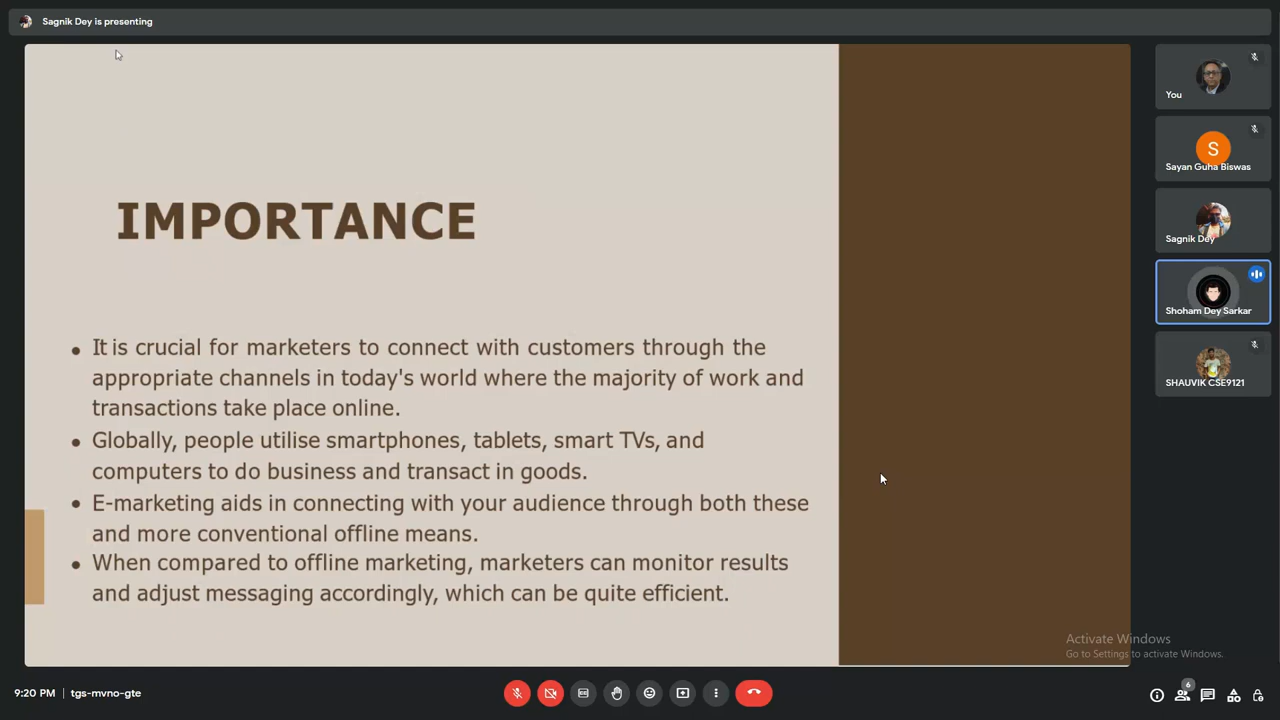 Sagnik Dey is presenting
You
S
Sayan Guha Biswas
Sagnik Dey
Shoham Dey Sarkar
SHAUVIK CSE9121
IMPORTANCE
• It is crucial for marketers to connect with customers through the
appropriate channels in today's world where the majority of work and
transactions take place online.
• Globally, people utilise smartphones, tablets, smart TVs, and
computers to do business and transact in goods.
• E-marketing aids in connecting with your audience through both these
and more conventional offline means.
• When compared to offline marketing, marketers can monitor results
and adjust messaging accordingly, which can be quite efficient.
Activate Windows
Go to Settings to activate Windows.
9:20 PM | tgs-mvno-gte
6